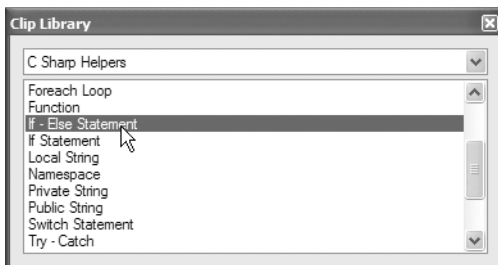 Clip Library
C Sharp Helpers
Foreach Loop
Function
If - Else Statement
If Statement
Local String
Namespace
Private String
Public String
Switch Statement
Try - Catch